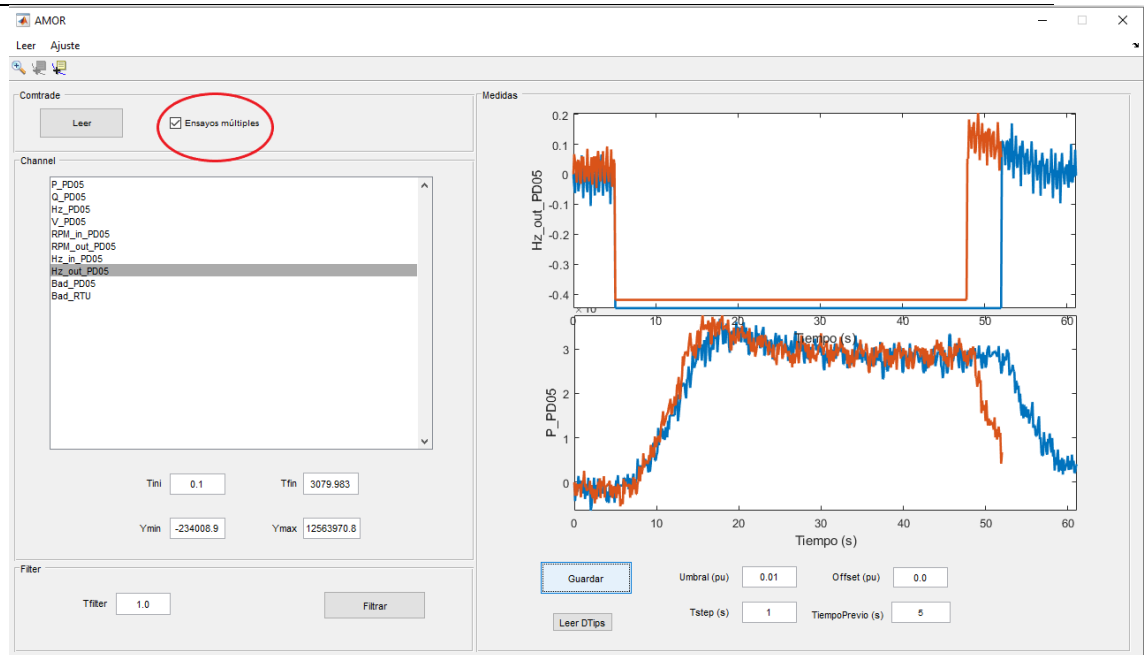 AMOR
Leer Ajuste
Comtrade
Leer
Ensayos múltiples
Channel
P_PD05
Q_PD05
Hz_PD05
V_PD05
RPM_in_PD05
RPM_out_PD05
Hz_in_PD05
Hz_out_PD05
Bad_PD05
Bad_RTU
Tini 0.1 Tfin 3079.983
Ymin -234008.9 Ymax 12563970.8
Filter
Tfilter 1.0 Filtrar
Medidas
Hz_out_PD05
0.2
0.1
0
-0.1
-0.2
-0.3
-0.4
0 10 20 30 40 50 60
Tiempo (s)
P_PD05
3
2
1
0
0 10 20 30 40 50 60
Tiempo (s)
Guardar Umbral (pu) 0.01 Offset (pu) 0.0
Leer DTips Tstep (s) 1 TiempoPrevio (s) 5